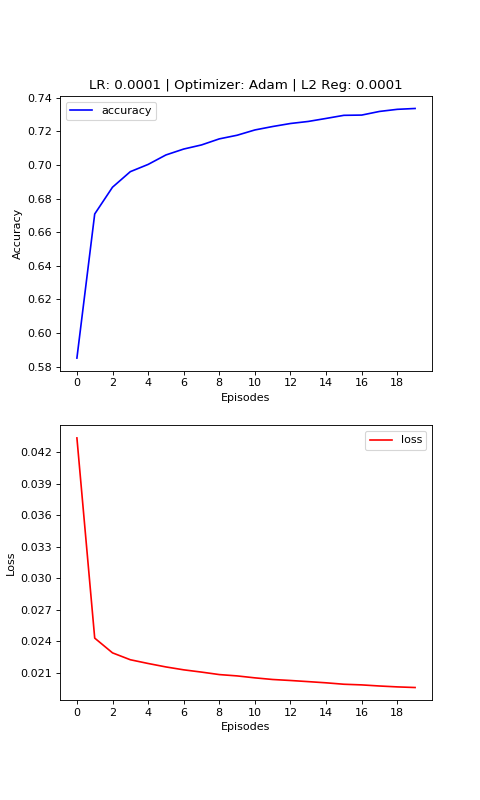 LR: 0.0001 | Optimizer: Adam | L2 Reg: 0.0001
accuracy
Accuracy
0.74
0.72
0.70
0.68
0.66
0.64
0.62
0.60
0.58
0 2 4 6 8 10 12 14 16 18
Episodes
loss
Loss
0.042
0.039
0.036
0.033
0.030
0.027
0.024
0.021
0 2 4 6 8 10 12 14 16 18
Episodes